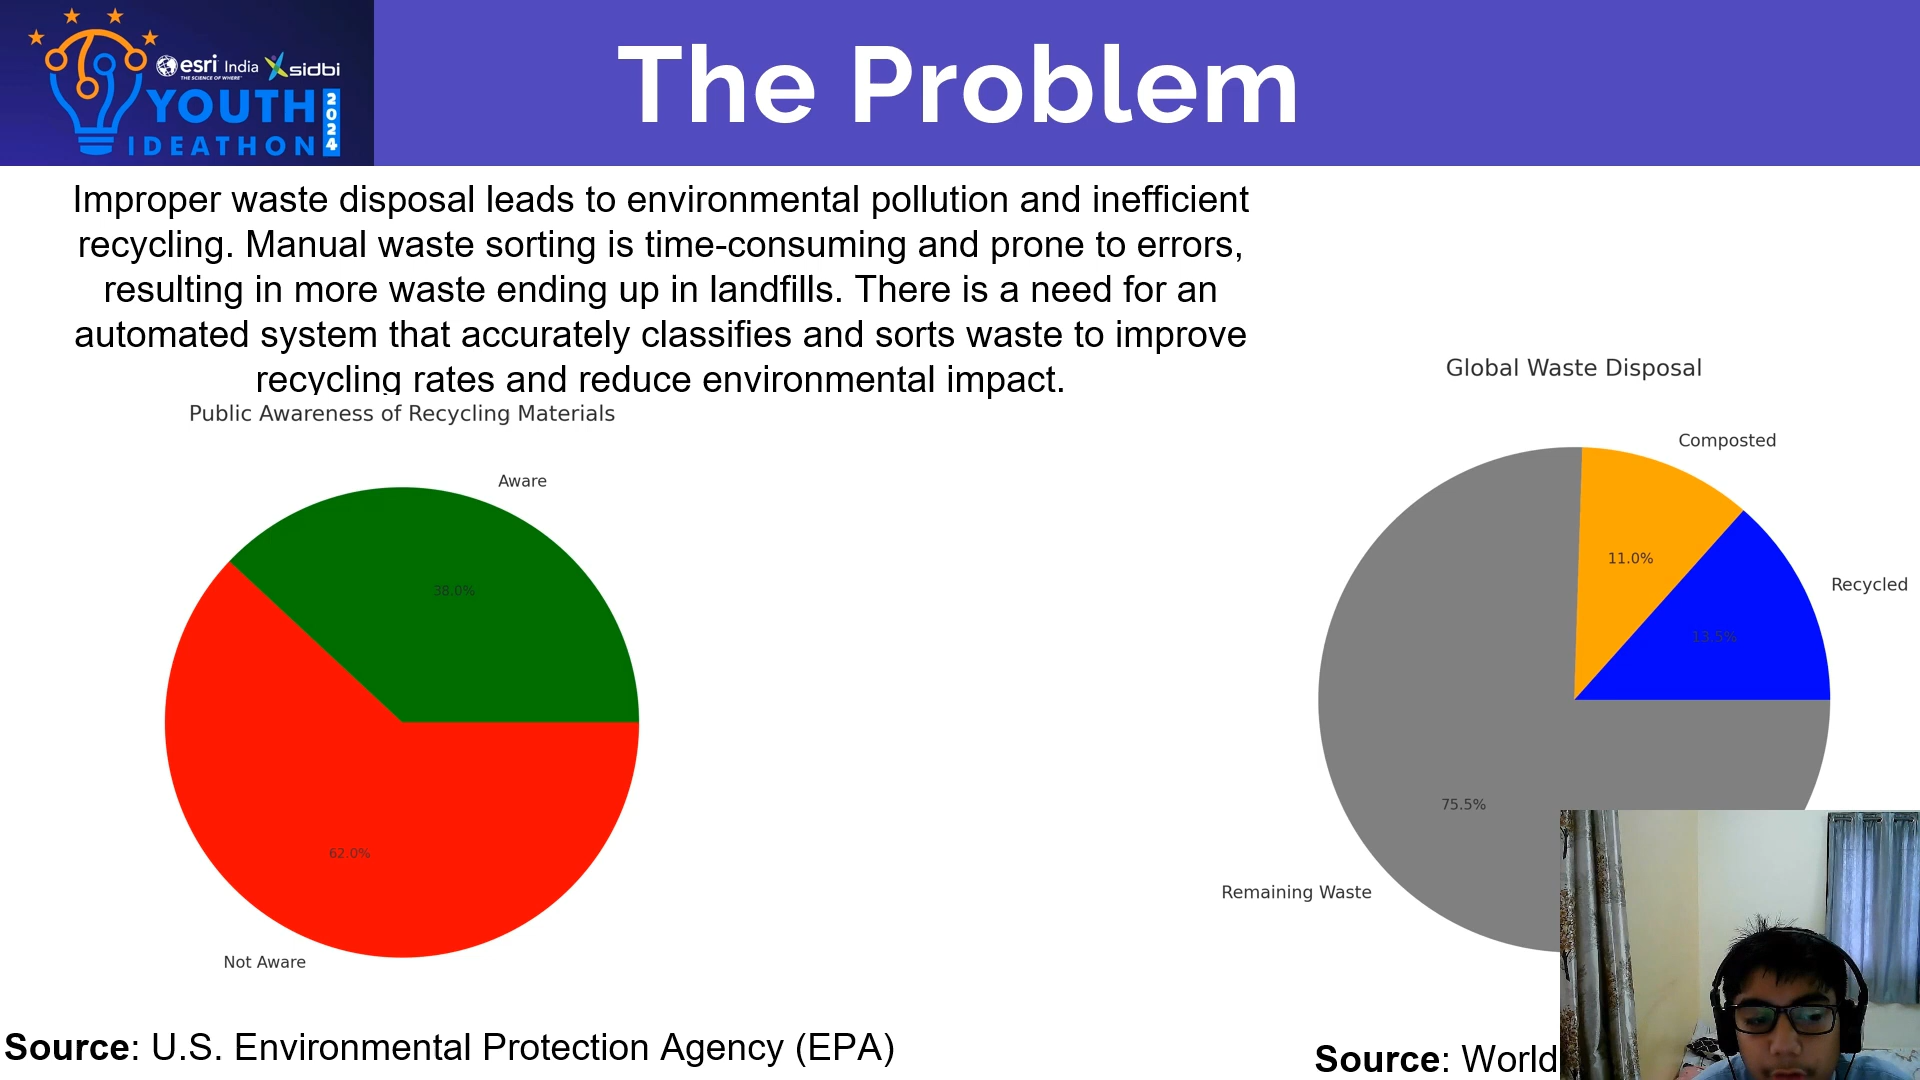 esri India
THE SCIENCE OF WHERE
sidbi
YOUTH
IDEATHON
2024
The Problem
Improper waste disposal leads to environmental pollution and inefficient
recycling. Manual waste sorting is time-consuming and prone to errors,
resulting in more waste ending up in landfills. There is a need for an
automated system that accurately classifies and sorts waste to improve
recycling rates and reduce environmental impact.
Public Awareness of Recycling Materials
Aware
38.0%
62.0%
Not Aware
Source: U.S. Environmental Protection Agency (EPA)
Global Waste Disposal
Composted
11.0%
Recycled
13.5%
75.5%
Remaining Waste
Source: World